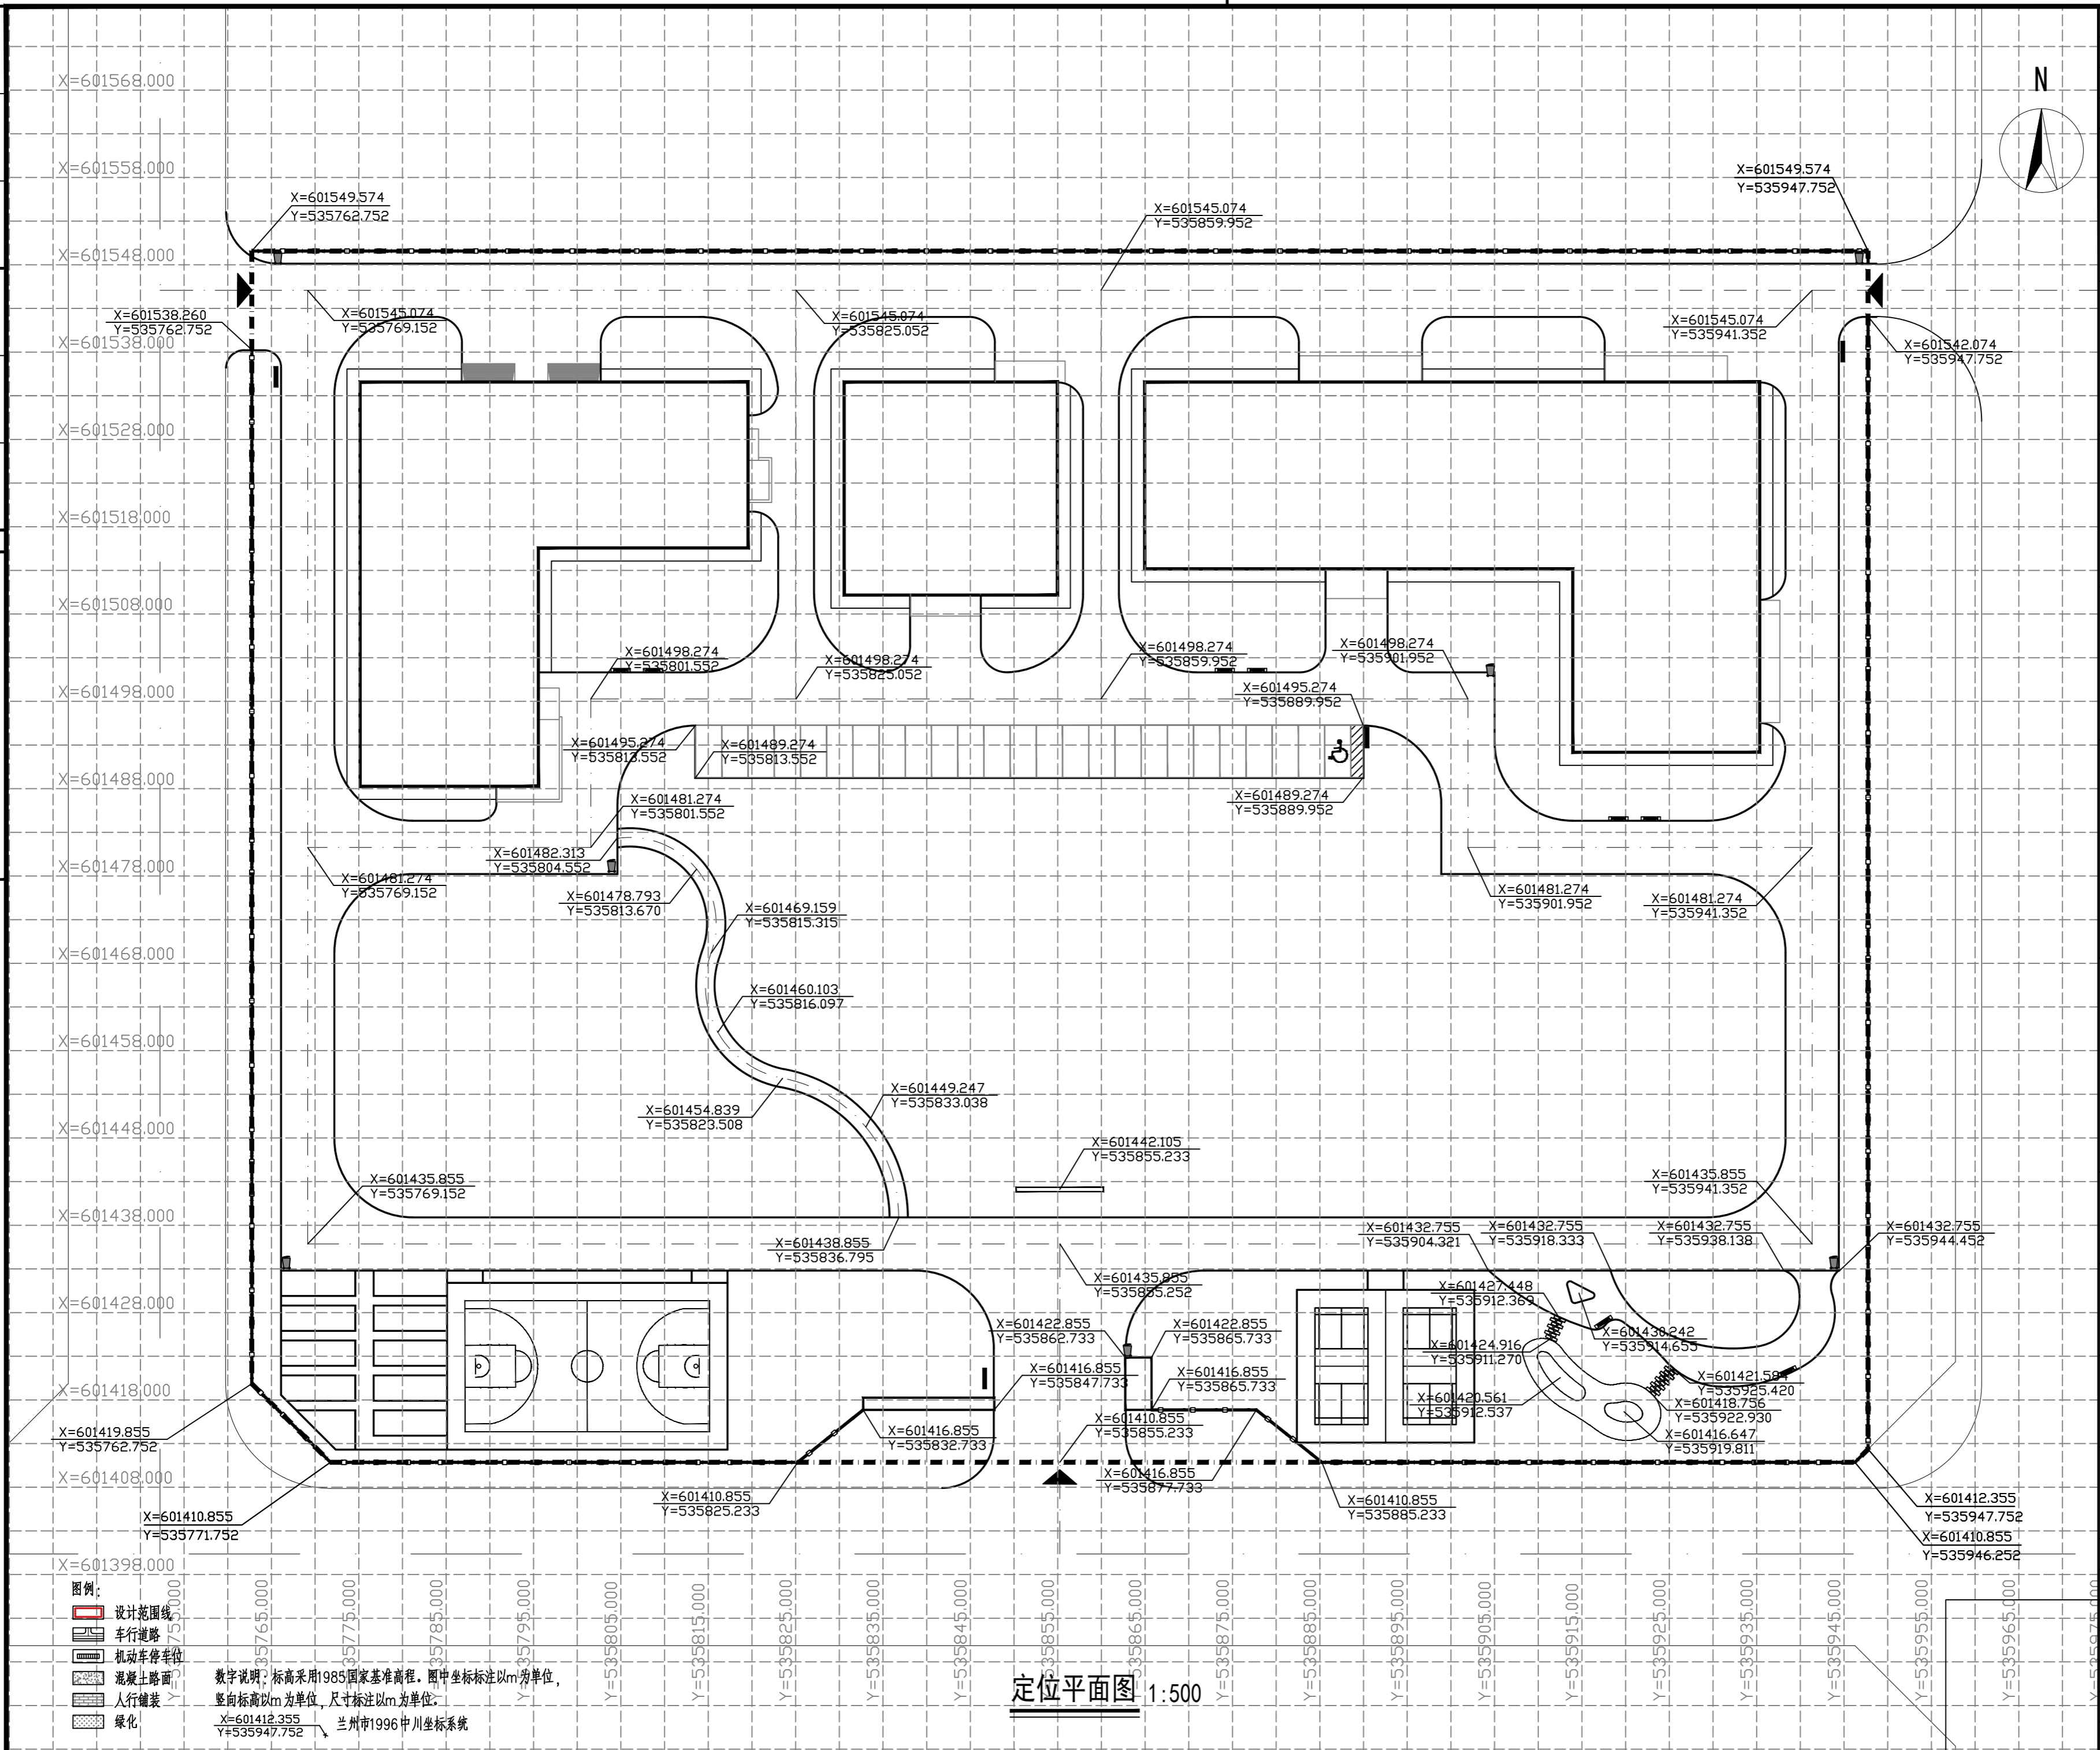 N
X=601568.000
X=601558.000
X=601549.574
Y=535762.752
X=601549.574
Y=535947.752
X=601545.074
Y=535859.952
X=601548.000
X=601538.260
Y=535762.752
X=601545.074
Y=535769.152
X=601545.074
Y=535825.052
X=601545.074
Y=535941.352
X=601542.074
Y=535947.752
X=601538.000
X=601528.000
X=601518.000
X=601508.000
X=601498.274
Y=535801.552
X=601498.274
Y=535825.052
X=601498.274
Y=535859.952
X=601498.274
Y=535901.952
X=601498.000
X=601495.274
Y=535889.952
X=601495.274
Y=535813.552
X=601489.274
Y=535813.552
X=601488.000
X=601489.274
Y=535889.952
X=601481.274
Y=535801.552
X=601482.313
Y=535804.552
X=601478.000
X=601481.274
Y=535769.152
X=601478.793
Y=535813.670
X=601481.274
Y=535901.952
X=601481.274
Y=535941.352
X=601469.159
Y=535815.315
X=601468.000
X=601460.103
Y=535816.097
X=601458.000
X=601449.247
Y=535833.038
X=601454.839
Y=535823.508
X=601448.000
X=601442.105
Y=535855.233
X=601435.855
Y=535769.152
X=601435.855
Y=535941.352
X=601438.000
X=601432.755
Y=535904.321
X=601432.755
Y=535918.333
X=601432.755
Y=535938.138
X=601432.755
Y=535944.452
X=601438.855
Y=535836.795
X=601435.855
Y=535855.252
X=601427.448
Y=535912.369
X=601428.000
X=601422.855
Y=535862.733
X=601422.855
Y=535865.733
X=601430.242
Y=535914.655
X=601424.916
Y=535911.270
X=601416.855
Y=535847.733
X=601416.855
Y=535865.733
X=601421.584
Y=535925.420
X=601418.000
X=601420.561
Y=535912.537
X=601418.756
Y=535922.930
X=601419.855
Y=535762.752
X=601416.855
Y=535832.733
X=601410.855
Y=535855.233
X=601416.647
Y=535919.811
X=601408.000
X=601416.855
Y=535877.733
X=601410.855
Y=535825.233
X=601410.855
Y=535885.233
X=601412.355
Y=535947.752
X=601410.855
Y=535771.752
X=601410.855
Y=535946.252
X=601398.000
Y=535755.000
Y=535765.000
Y=535775.000
Y=535785.000
Y=535795.000
Y=535805.000
Y=535815.000
Y=535825.000
Y=535835.000
Y=535845.000
Y=535855.000
Y=535865.000
Y=535875.000
Y=535885.000
Y=535895.000
Y=535905.000
Y=535915.000
Y=535925.000
Y=535935.000
Y=535945.000
Y=535955.000
Y=535965.000
Y=535975.000
图例:
设计范围线
车行道路
机动车停车位
混凝土路面
人行铺装
绿化
数字说明: 标高采用1985国家基准高程。图中坐标标注以m为单位,
竖向标高以m为单位, 尺寸标注以m为单位。
X=601412.355
Y=535947.752
兰州市1996中川坐标系统
定位平面图 1:500